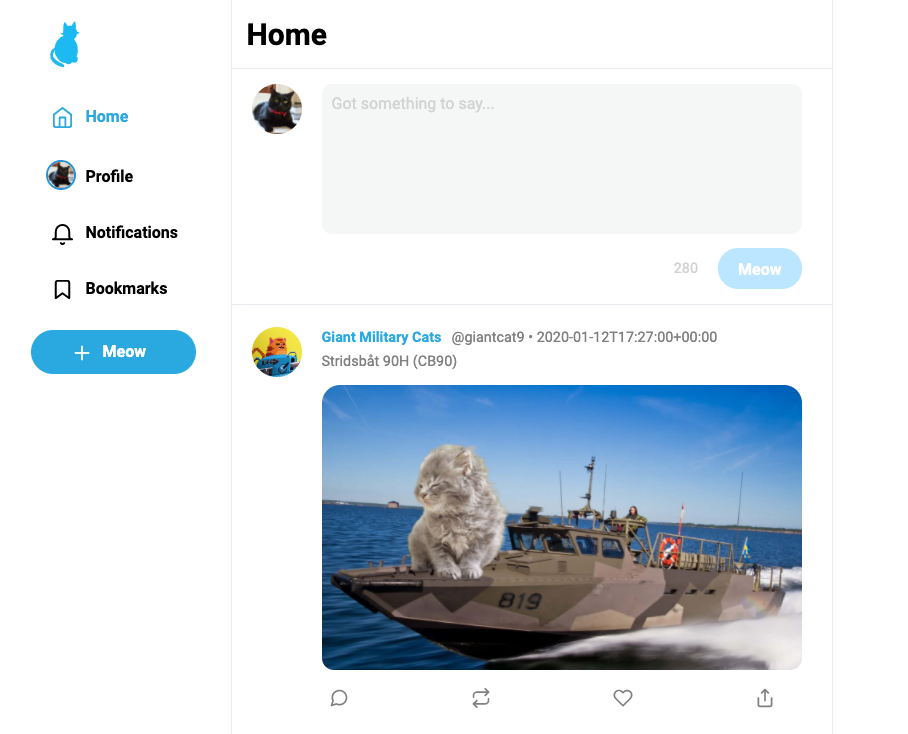 Home
Home
Profile
Notifications
Bookmarks
Meow
Got something to say...
280
Meow
Giant Military Cats @giantcat9 • 2020-01-12T17:27:00+00:00
Stridsbåt 90H (CB90)
819